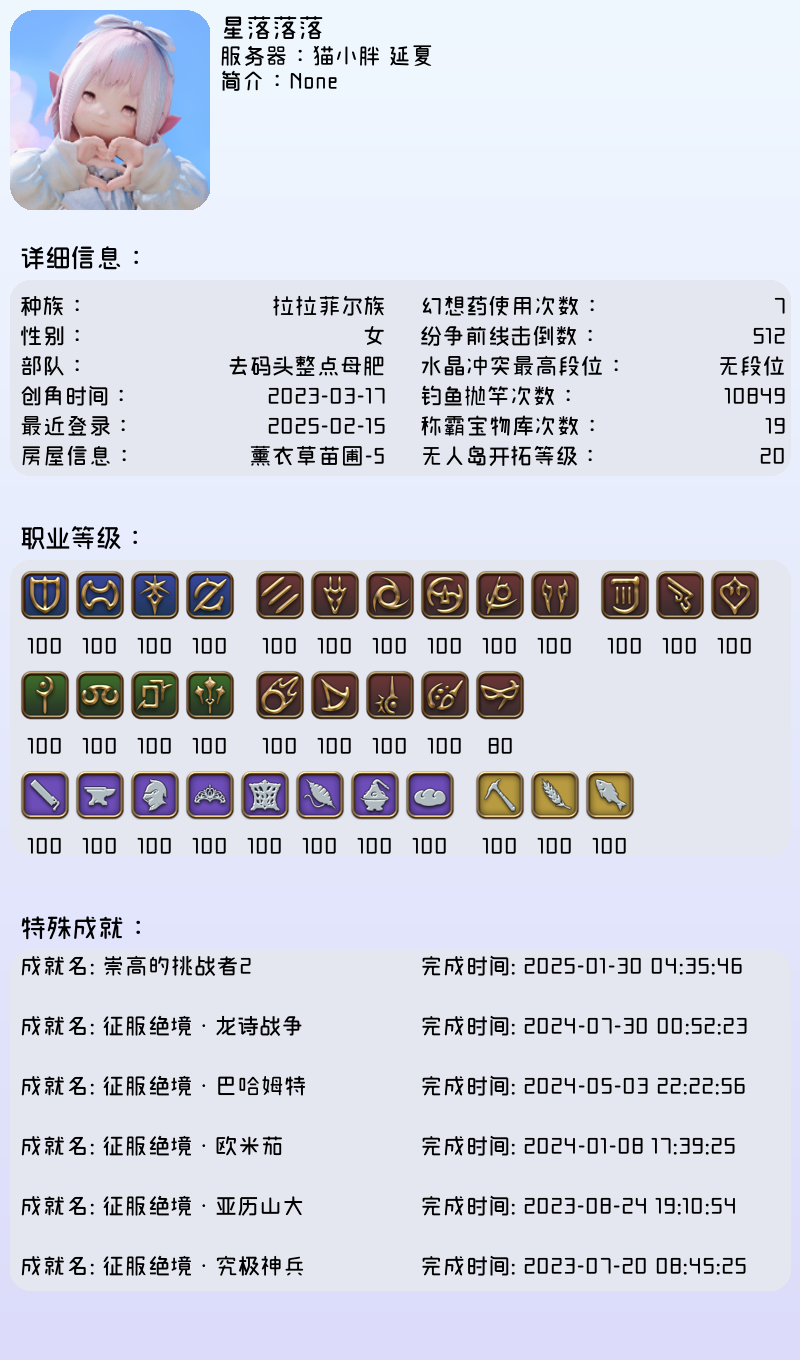 星落落落
服务器：猫小胖 延夏
简介：None
详细信息：
种族： 拉拉菲尔族 幻想药使用次数： 7
性别： 女 纷争前线击倒数： 512
部队： 去码头整点母肥 水晶冲突最高段位： 无段位
创角时间： 2023-03-17 钓鱼抛竿次数： 10849
最近登录： 2025-02-15 称霸宝物库次数： 19
房屋信息： 薰衣草苗圃-5 无人岛开拓等级： 20
职业等级：
100 100 100 100 100 100 100 100 100 100 100 100 100
100 100 100 100 100 100 100 100 80
100 100 100 100 100 100 100 100 100 100 100
特殊成就：
成就名: 崇高的挑战者2 完成时间: 2025-01-30 04:35:46
成就名: 征服绝境·龙诗战争 完成时间: 2024-07-30 00:52:23
成就名: 征服绝境·巴哈姆特 完成时间: 2024-05-03 22:22:56
成就名: 征服绝境·欧米茄 完成时间: 2024-01-08 17:39:25
成就名: 征服绝境·亚历山大 完成时间: 2023-08-24 19:10:54
成就名: 征服绝境·究极神兵 完成时间: 2023-07-20 08:45:25